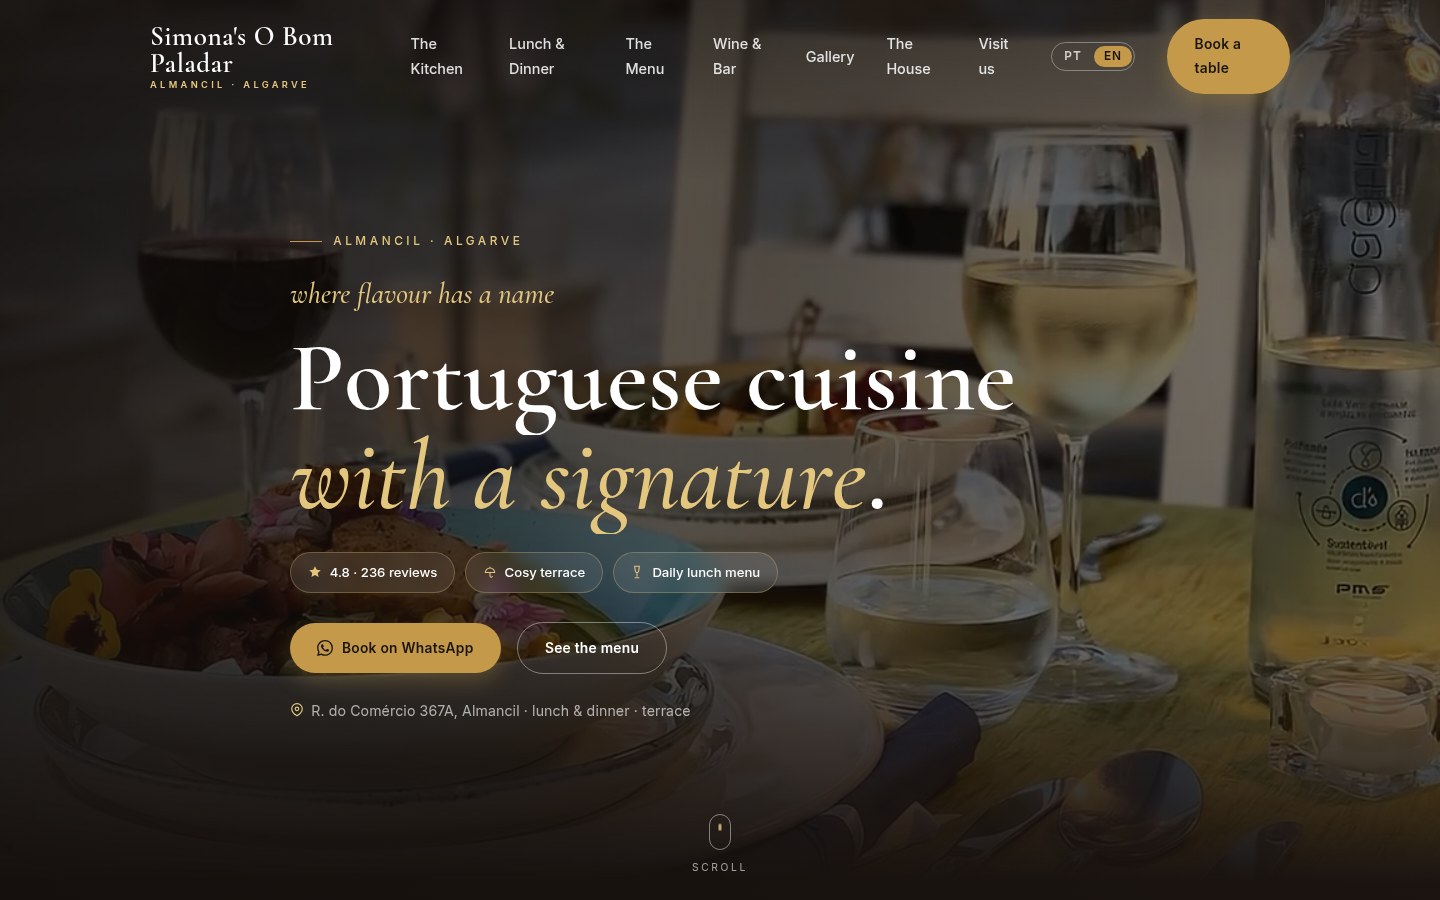 Simona's O Bom
Paladar
ALMANCIL · ALGARVE
The
Kitchen
Lunch &
Dinner
The
Menu
Wine &
Bar
Gallery
The
House
Visit
us
PT EN
Book a
table
ALMANCIL · ALGARVE
where flavour has a name
Portuguese cuisine
with a signature.
4.8 · 236 reviews
Cosy terrace
Daily lunch menu
Book on WhatsApp
See the menu
R. do Comércio 367A, Almancil · lunch & dinner · terrace
SCROLL
Sustentável
pms